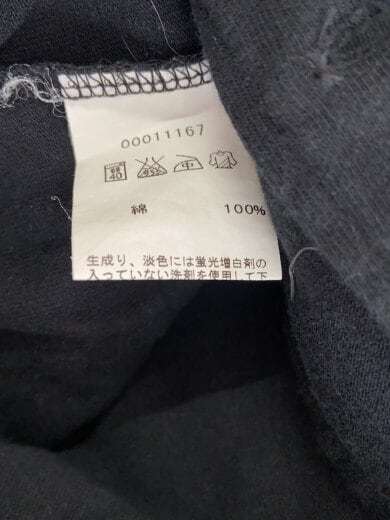 00011167
40
綿 100%
生成り、淡色には蛍光増白剤の
入っていない洗剤を使用して下